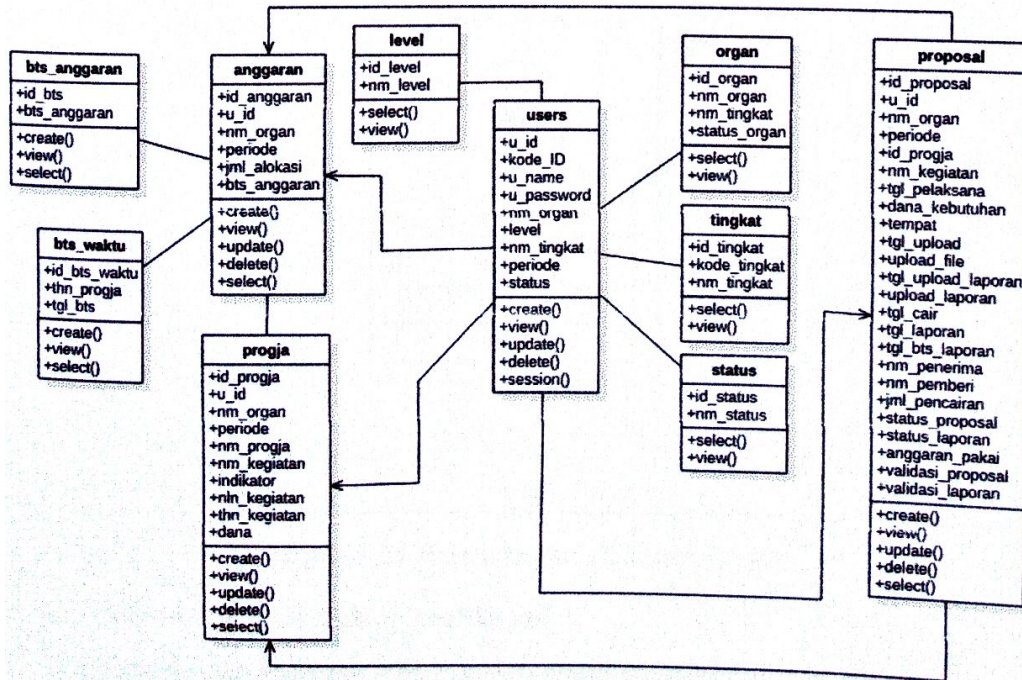 bts_anggaran
+id_bts
+bts_anggaran
+create()
+view()
+select()
bts_waktu
+id_bts_waktu
+thn_progja
+tgl_bts
+create()
+view()
+select()
anggaran
+id_anggaran
+u_id
+nm_organ
+periode
+jml_alokasi
+bts_anggaran
+create()
+view()
+update()
+delete()
+select()
progja
+id_progja
+u_id
+nm_organ
+periode
+nm_progja
+nm_kegiatan
+indikator
+nln_kegiatan
+thn_kegiatan
+dana
+create()
+view()
+update()
+delete()
+select()
level
+id_level
+nm_level
+select()
+view()
users
+u_id
+kode_ID
+u_name
+u_password
+nm_organ
+level
+nm_tingkat
+periode
+status
+create()
+view()
+update()
+delete()
+session()
organ
+id_organ
+nm_organ
+nm_tingkat
+status_organ
+select()
+view()
tingkat
+id_tingkat
+kode_tingkat
+nm_tingkat
+select()
+view()
status
+id_status
+nm_status
+select()
+view()
proposal
+id_proposal
+u_id
+nm_organ
+periode
+id_progja
+nm_kegiatan
+tgl_pelaksana
+dana_kebutuhan
+tempat
+tgl_upload
+upload_file
+tgl_upload_laporan
+upload_laporan
+tgl_cair
+tgl_laporan
+tgl_bts_laporan
+nm_penerima
+nm_pemberi
+jml_pencairan
+status_proposal
+status_laporan
+anggaran_pakai
+validasi_proposal
+validasi_laporan
+create()
+view()
+update()
+delete()
+select()